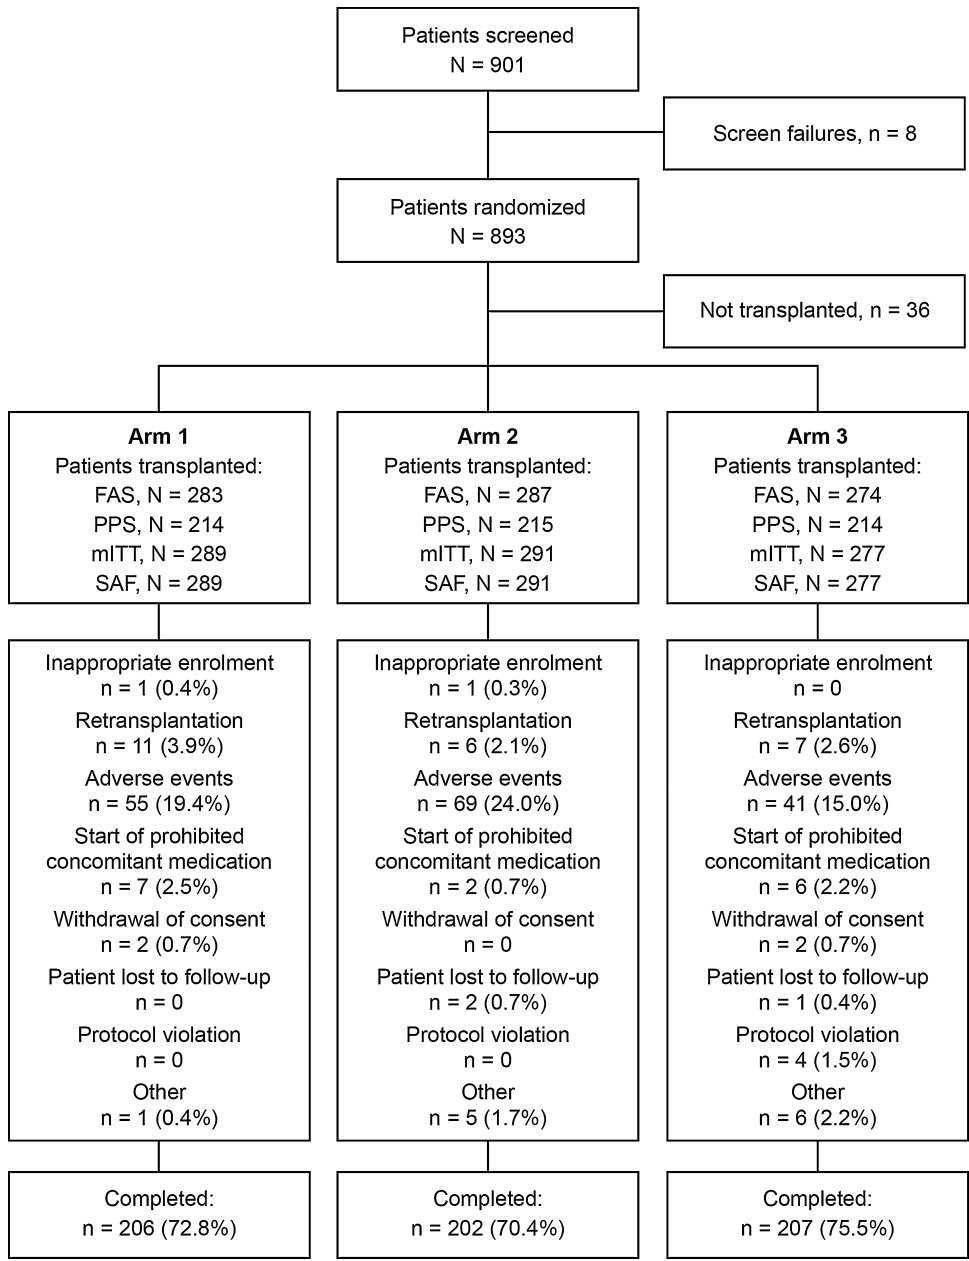 Patients screened
N = 901
Screen failures, n = 8
Patients randomized
N = 893
Not transplanted, n = 36
Arm 1
Patients transplanted:
FAS, N = 283
PPS, N = 214
mITT, N = 289
SAF, N = 289
Arm 2
Patients transplanted:
FAS, N = 287
PPS, N = 215
mITT, N = 291
SAF, N = 291
Arm 3
Patients transplanted:
FAS, N = 274
PPS, N = 214
mITT, N = 277
SAF, N = 277
Inappropriate enrolment
n = 1 (0.4%)
Retransplantation
n = 11 (3.9%)
Adverse events
n = 55 (19.4%)
Start of prohibited
concomitant medication
n = 7 (2.5%)
Withdrawal of consent
n = 2 (0.7%)
Patient lost to follow-up
n = 0
Protocol violation
n = 0
Other
n = 1 (0.4%)
Inappropriate enrolment
n = 1 (0.3%)
Retransplantation
n = 6 (2.1%)
Adverse events
n = 69 (24.0%)
Start of prohibited
concomitant medication
n = 2 (0.7%)
Withdrawal of consent
n = 0
Patient lost to follow-up
n = 2 (0.7%)
Protocol violation
n = 0
Other
n = 5 (1.7%)
Inappropriate enrolment
n = 0
Retransplantation
n = 7 (2.6%)
Adverse events
n = 41 (15.0%)
Start of prohibited
concomitant medication
n = 6 (2.2%)
Withdrawal of consent
n = 2 (0.7%)
Patient lost to follow-up
n = 1 (0.4%)
Protocol violation
n = 4 (1.5%)
Other
n = 6 (2.2%)
Completed:
n = 206 (72.8%)
Completed:
n = 202 (70.4%)
Completed:
n = 207 (75.5%)